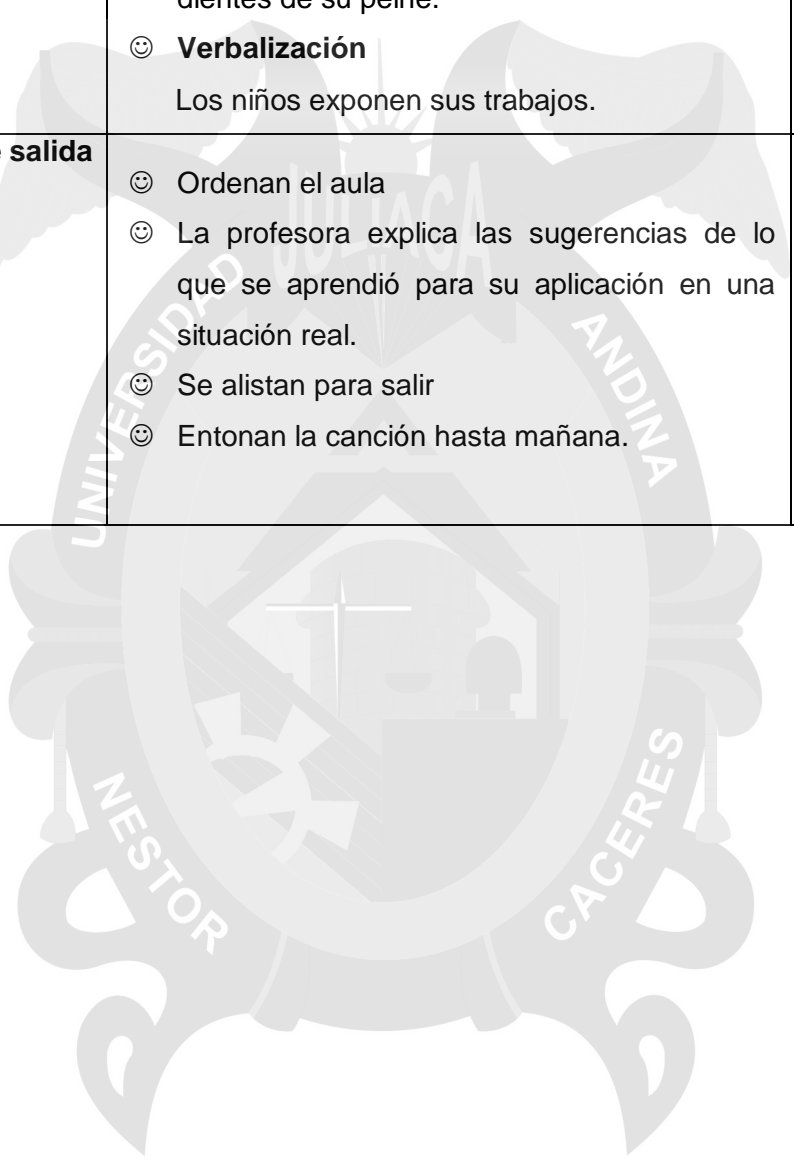 dientes de su peine.
☺ Verbalización
Los niños exponen sus trabajos.
salida
☺ Ordenan el aula
☺ La profesora explica las sugerencias de lo
que se aprendió para su aplicación en una
situación real.
☺ Se alistan para salir
☺ Entonan la canción hasta mañana.
UNIVERSIDAD
ANDINA
JULIACA
NESTOR
CACERES